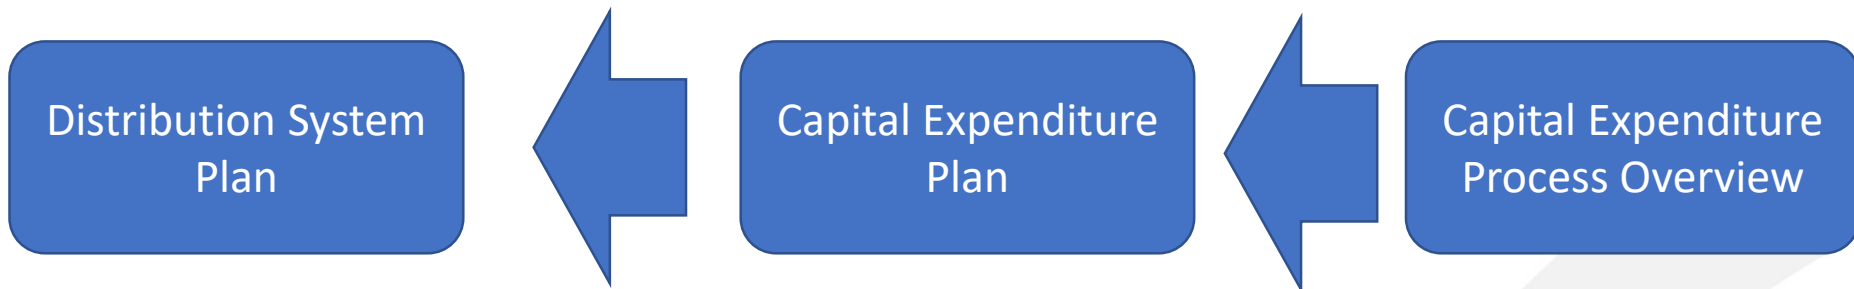 Distribution System
Plan
Capital Expenditure
Plan
Capital Expenditure
Process Overview